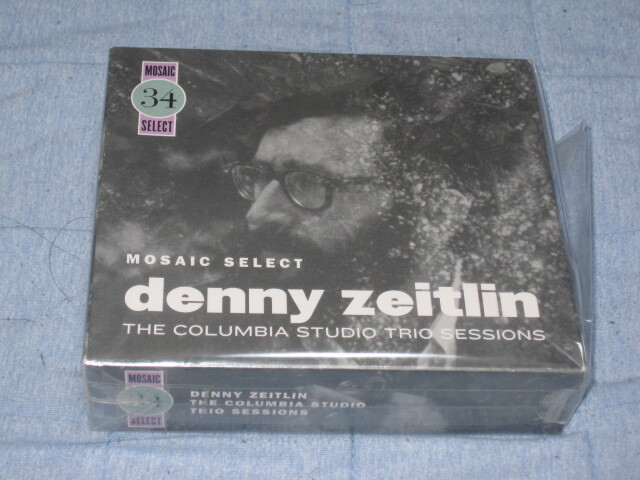 MOSAIC
34
SELECT
MOSAIC SELECT
denny zeitlin
THE COLUMBIA STUDIO TRIO SESSIONS
MOSAIC
SELECT
DENNY ZEITLIN
THE COLUMBIA STUDIO
TRIO SESSIONS